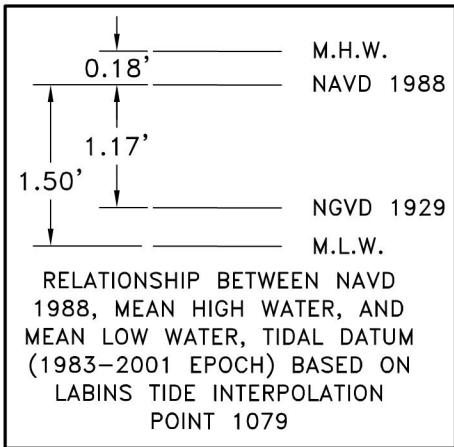 M.H.W.
0.18'
NAVD 1988
1.17'
1.50'
NGVD 1929
M.L.W.
RELATIONSHIP BETWEEN NAVD
1988, MEAN HIGH WATER, AND
MEAN LOW WATER, TIDAL DATUM
(1983–2001 EPOCH) BASED ON
LABINS TIDE INTERPOLATION
POINT 1079